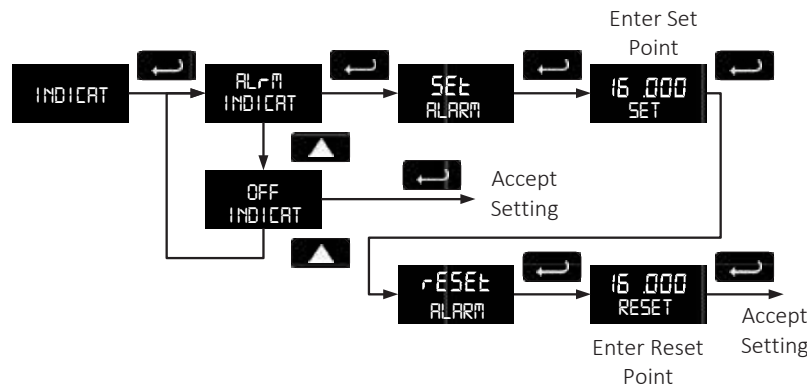 Enter Set
Point
INDICAT
ALrM
INDICAT
SEt
ALARM
16.000
SET
OFF
INDICAT
Accept
Setting
rESEt
ALARM
16.000
RESET
Accept
Setting
Enter Reset
Point